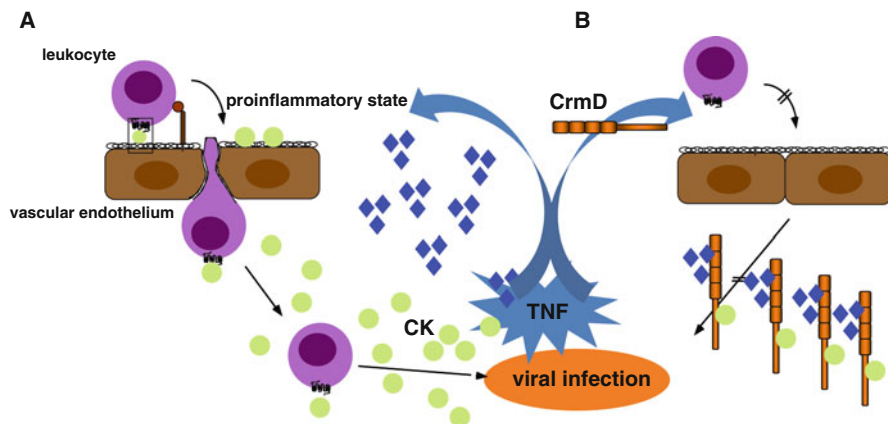 A
leukocyte
proinflammatory state
vascular endothelium
CK
TNF
viral infection
B
CrmD